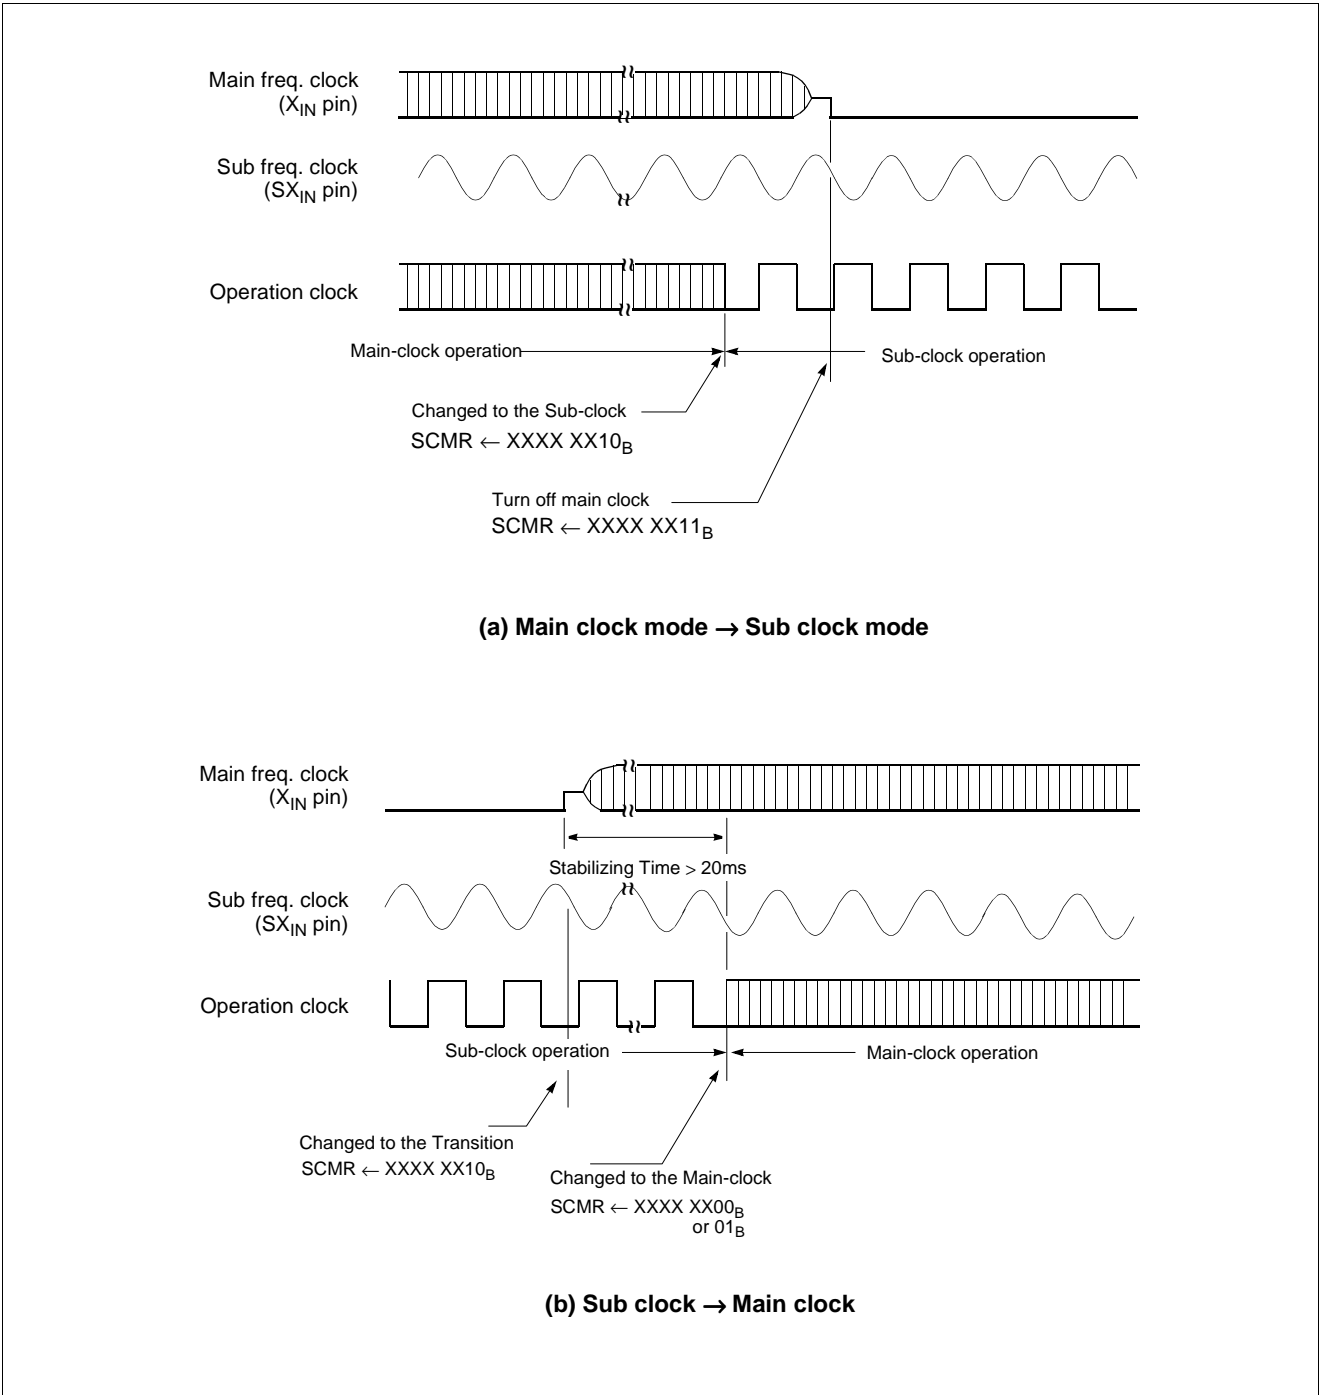 Main freq. clock
(XIN pin)
Sub freq. clock
(SXIN pin)
Operation clock
Main-clock operation
Sub-clock operation
Changed to the Sub-clock
SCMR ← XXXX XX10B
Turn off main clock
SCMR ← XXXX XX11B
(a) Main clock mode → Sub clock mode
Main freq. clock
(XIN pin)
Stabilizing Time > 20ms
Sub freq. clock
(SXIN pin)
Operation clock
Sub-clock operation
Main-clock operation
Changed to the Transition
SCMR ← XXXX XX10B
Changed to the Main-clock
SCMR ← XXXX XX00B
or 01B
(b) Sub clock → Main clock